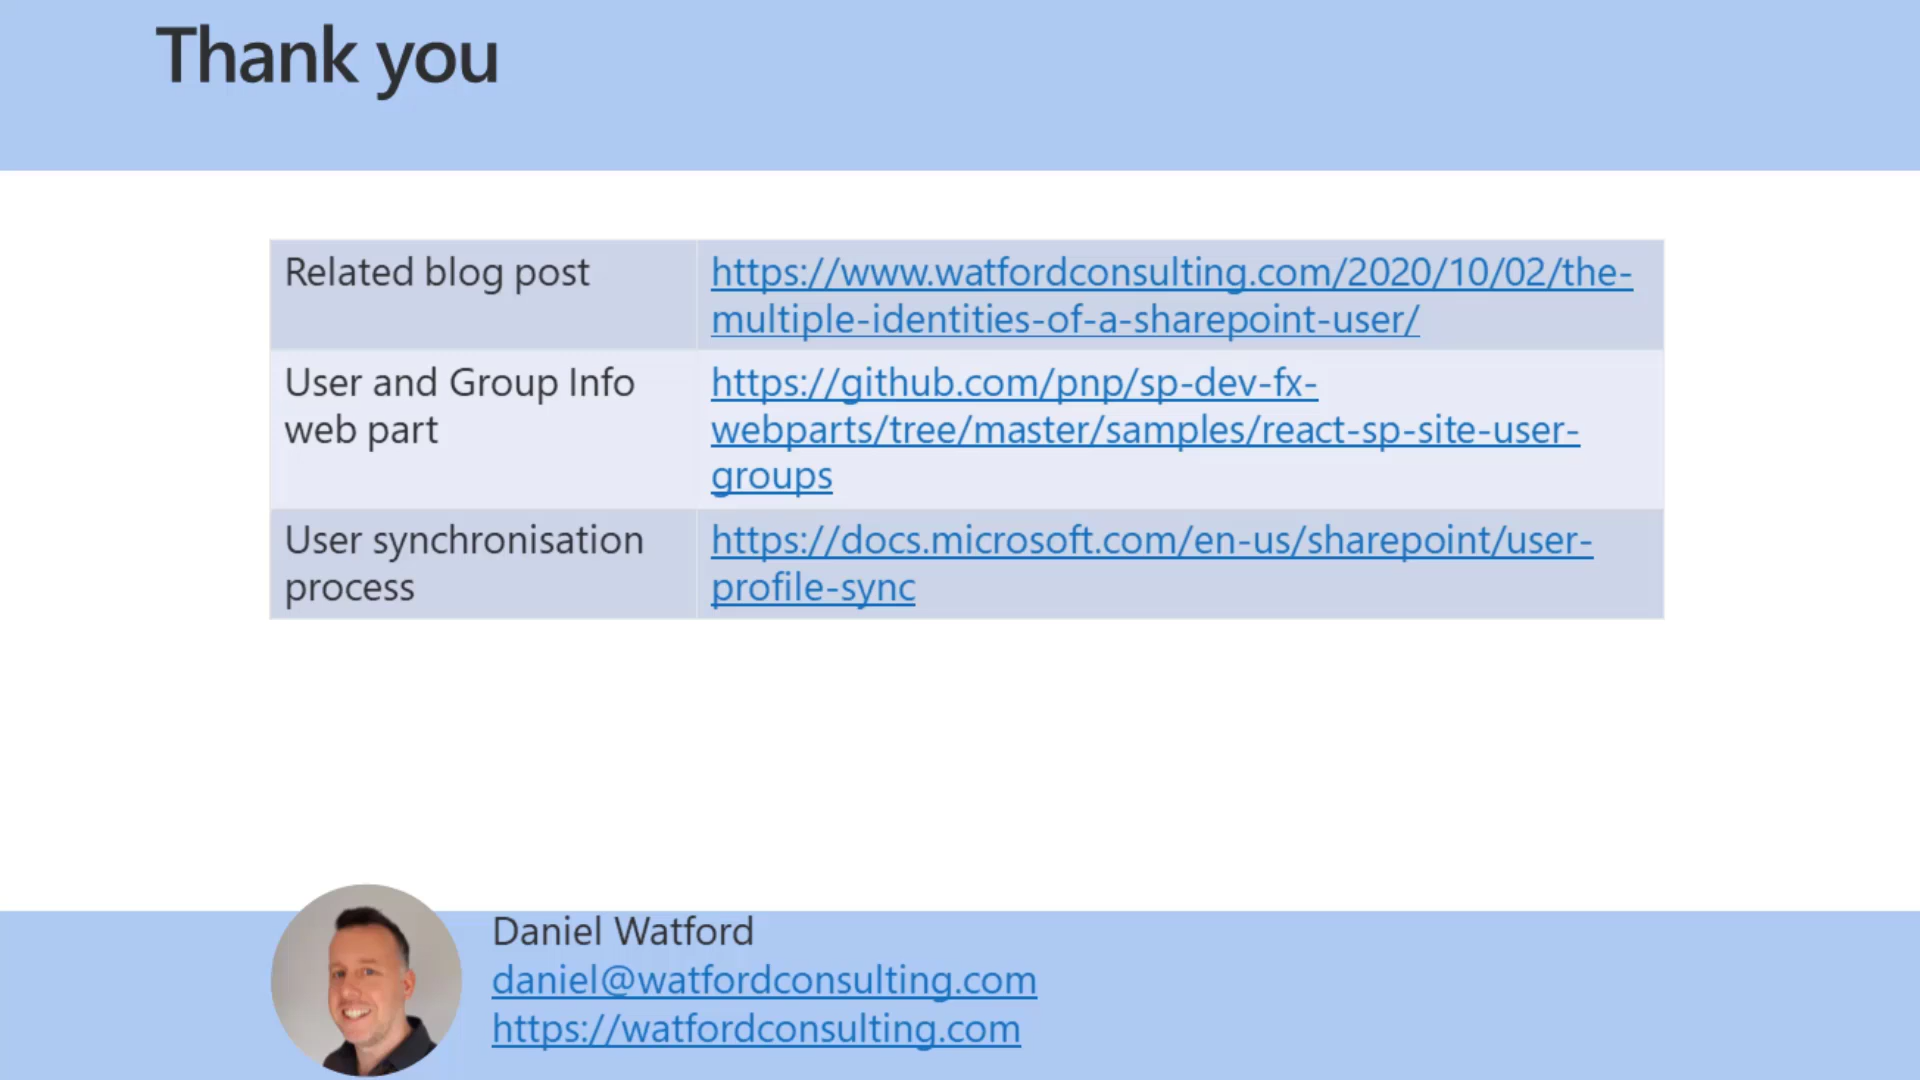 Thank you
Related blog post
https://www.watfordconsulting.com/2020/10/02/the-
multiple-identities-of-a-sharepoint-user/
User and Group Info
web part
https://github.com/pnp/sp-dev-fx-
webparts/tree/master/samples/react-sp-site-user-
groups
User synchronisation
process
https://docs.microsoft.com/en-us/sharepoint/user-
profile-sync
Daniel Watford
daniel@watfordconsulting.com
https://watfordconsulting.com